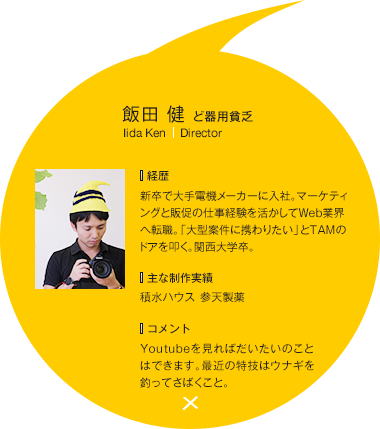 飯田 健 ど器用貧乏
Iida Ken | Director
経歴
新卒で大手電機メーカーに入社。マーケティ
ングと販促の仕事経験を活かしてWeb業界
へ転職。「大型案件に携わりたい」とTAMの
ドアを叩く。関西大学卒。
主な制作実績
積水ハウス 参天製薬
コメント
Youtubeを見ればだいたいのこと
はできます。最近の特技はウナギを
釣ってさばくこと。